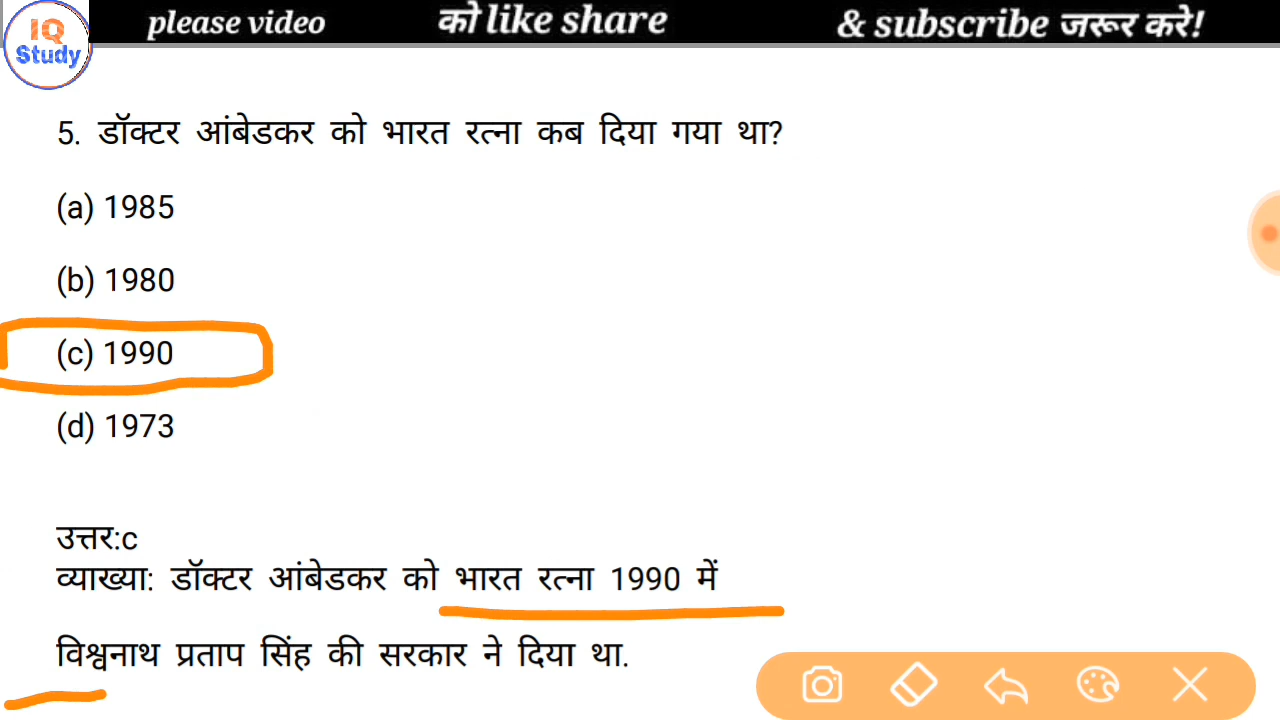 IQ
Study
please video को like share & subscribe जरूर करे!
5. डॉक्टर आंबेडकर को भारत रत्ना कब दिया गया था?
(a) 1985
(b) 1980
(c) 1990
(d) 1973
उत्तर:c
व्याख्या: डॉक्टर आंबेडकर को भारत रत्ना 1990 में
विश्वनाथ प्रताप सिंह की सरकार ने दिया था.